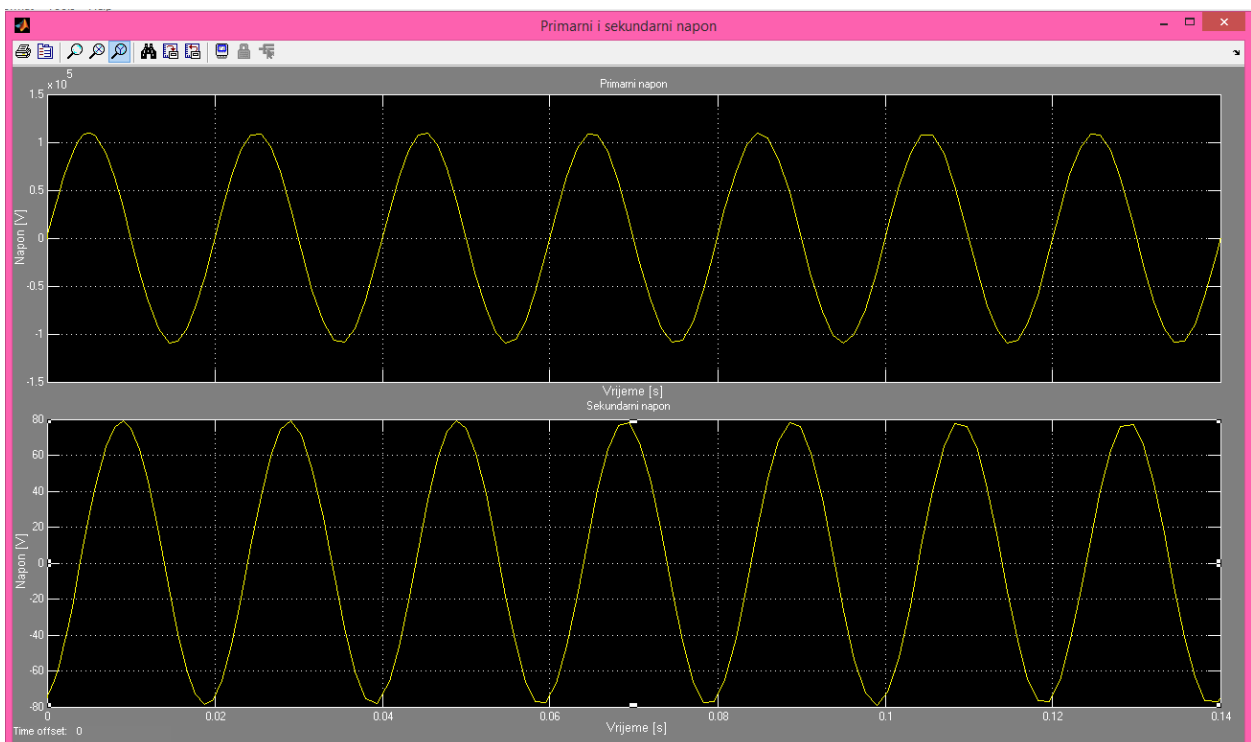 Primarni i sekundarni napon
Primarni napon
x 10
5
1.5
1
0.5
0
-0.5
-1
-1.5
Napon [V]
Vrijeme [s]
Sekundarni napon
80
60
40
20
0
-20
-40
-60
-80
Napon [V]
0
0.02
0.04
0.06
0.08
0.1
0.12
0.14
Vrijeme [s]
Time offset: 0